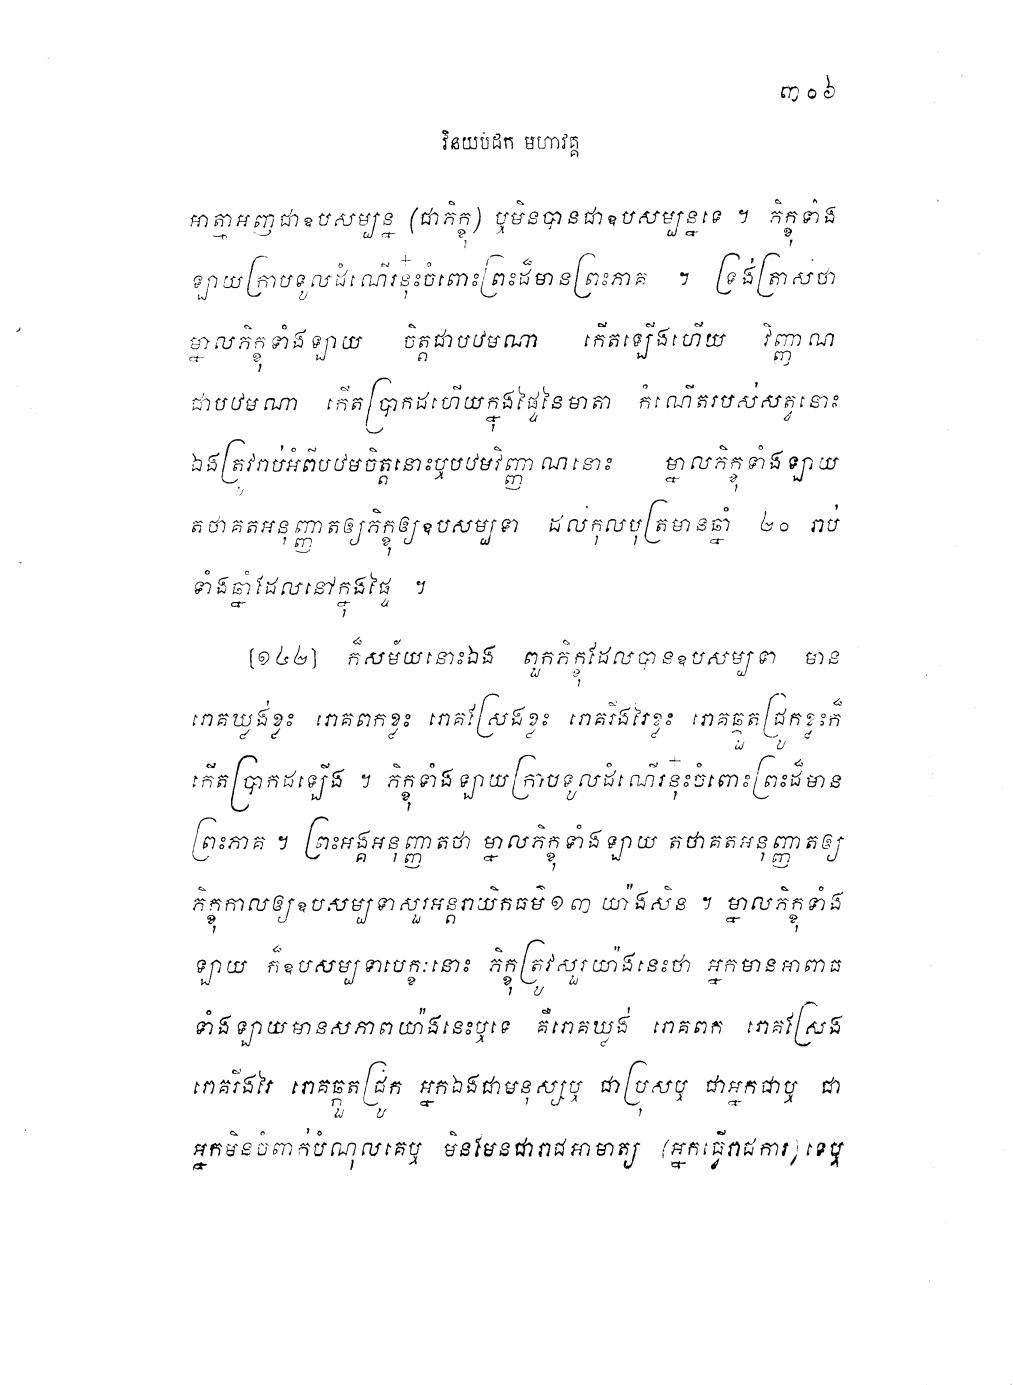 ៣០៦
វិនយបិដក មហាវគ្គ
អាត្មាអញជាឧបសម្បន្ន (ជាភិក្ខុ) ឬមិនបានជាឧបសម្បន្នទេ ។ ភិក្ខុទាំង
ឡាយក្រាបទូលដំណើរនុ៎ះចំពោះព្រះដ៏មានព្រះភាគ ។ ទ្រង់ត្រាស់ថា
ម្នាលភិក្ខុទាំងឡាយ ចិត្តជាបឋមណា កើតឡើងហើយ វិញ្ញាណ
ជាបឋមណា កើតប្រាកដហើយក្នុងផ្ទៃនៃមាតា កំណើតរបស់សត្វនោះ
ឯងត្រូវរាប់អំពីបឋមចិត្តនោះឬបឋមវិញ្ញាណនោះ ម្នាលភិក្ខុទាំងឡាយ
តថាគតអនុញ្ញាតឲ្យភិក្ខុឲ្យឧបសម្បទា ដល់កុលបុត្រមានឆ្នាំ ២០ រាប់
ទាំងឆ្នាំដែលនៅក្នុងផ្ទៃ ។
[១៤២] ក៏សម័យនោះឯង ពួកភិក្ខុដែលបានឧបសម្បទា មាន
រោគឃ្លង់ខ្លះ រោគពកខ្លះ រោគស្រែងខ្លះ រោគរីងរៃខ្លះ រោគឆ្កួតជ្រូកខ្លះក៏
កើតប្រាកដឡើង ។ ភិក្ខុទាំងឡាយក្រាបទូលដំណើរនុ៎ះចំពោះព្រះដ៏មាន
ព្រះភាគ ។ ព្រះអង្គអនុញ្ញាតថា ម្នាលភិក្ខុទាំងឡាយ តថាគតអនុញ្ញាតឲ្យ
ភិក្ខុកាលឲ្យឧបសម្បទាសួរអន្តរាយិកធម៌១៣ យ៉ាងសិន ។ ម្នាលភិក្ខុទាំង
ឡាយ ក៏ឧបសម្បទាបេក្ខៈនោះ ភិក្ខុត្រូវសួរយ៉ាងនេះថា អ្នកមានអាពាធ
ទាំងឡាយមានសភាពយ៉ាងនេះឬទេ គឺរោគឃ្លង់ រោគពក រោគស្រែង
រោគរីងរៃ រោគឆ្កួតជ្រូក អ្នកឯងជាមនុស្សឬ ជាប្រុសឬ ជាអ្នកជាឬ ជា
អ្នកមិនជំពាក់បំណុលគេឬ មិនមែនជារាជអាមាត្យ (អ្នកធ្វើរាជការ) ទេឬ